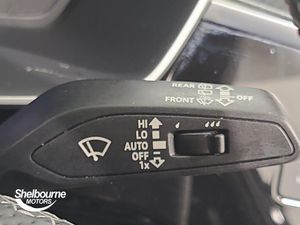 REAR
FRONT OFF
HI
LO
AUTO
OFF
1x
Shelbourne
MOTORS